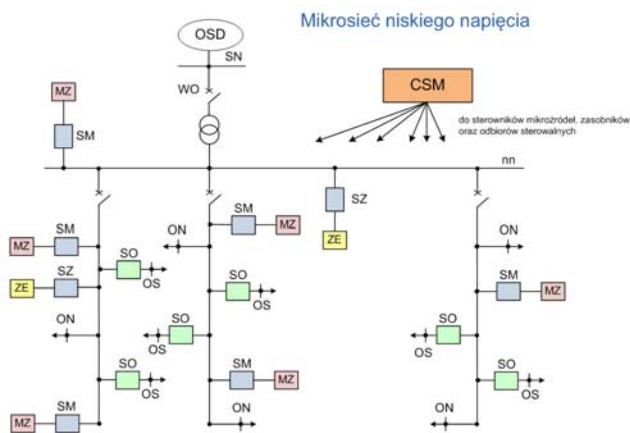 Mikrosieć niskiego napięcia
OSD
SN
WO
CSM
do sterowników mikroźródeł, zasobników
oraz odbiorów sterowalnych
MZ
SM
nn
SZ
ZE
MZ
SM
SO
OS
ZE
SZ
ON
SO
OS
MZ
SM
SM
MZ
ON
SO
OS
SO
OS
SM
MZ
ON
ON
SM
MZ
SO
OS
SO
OS
ON